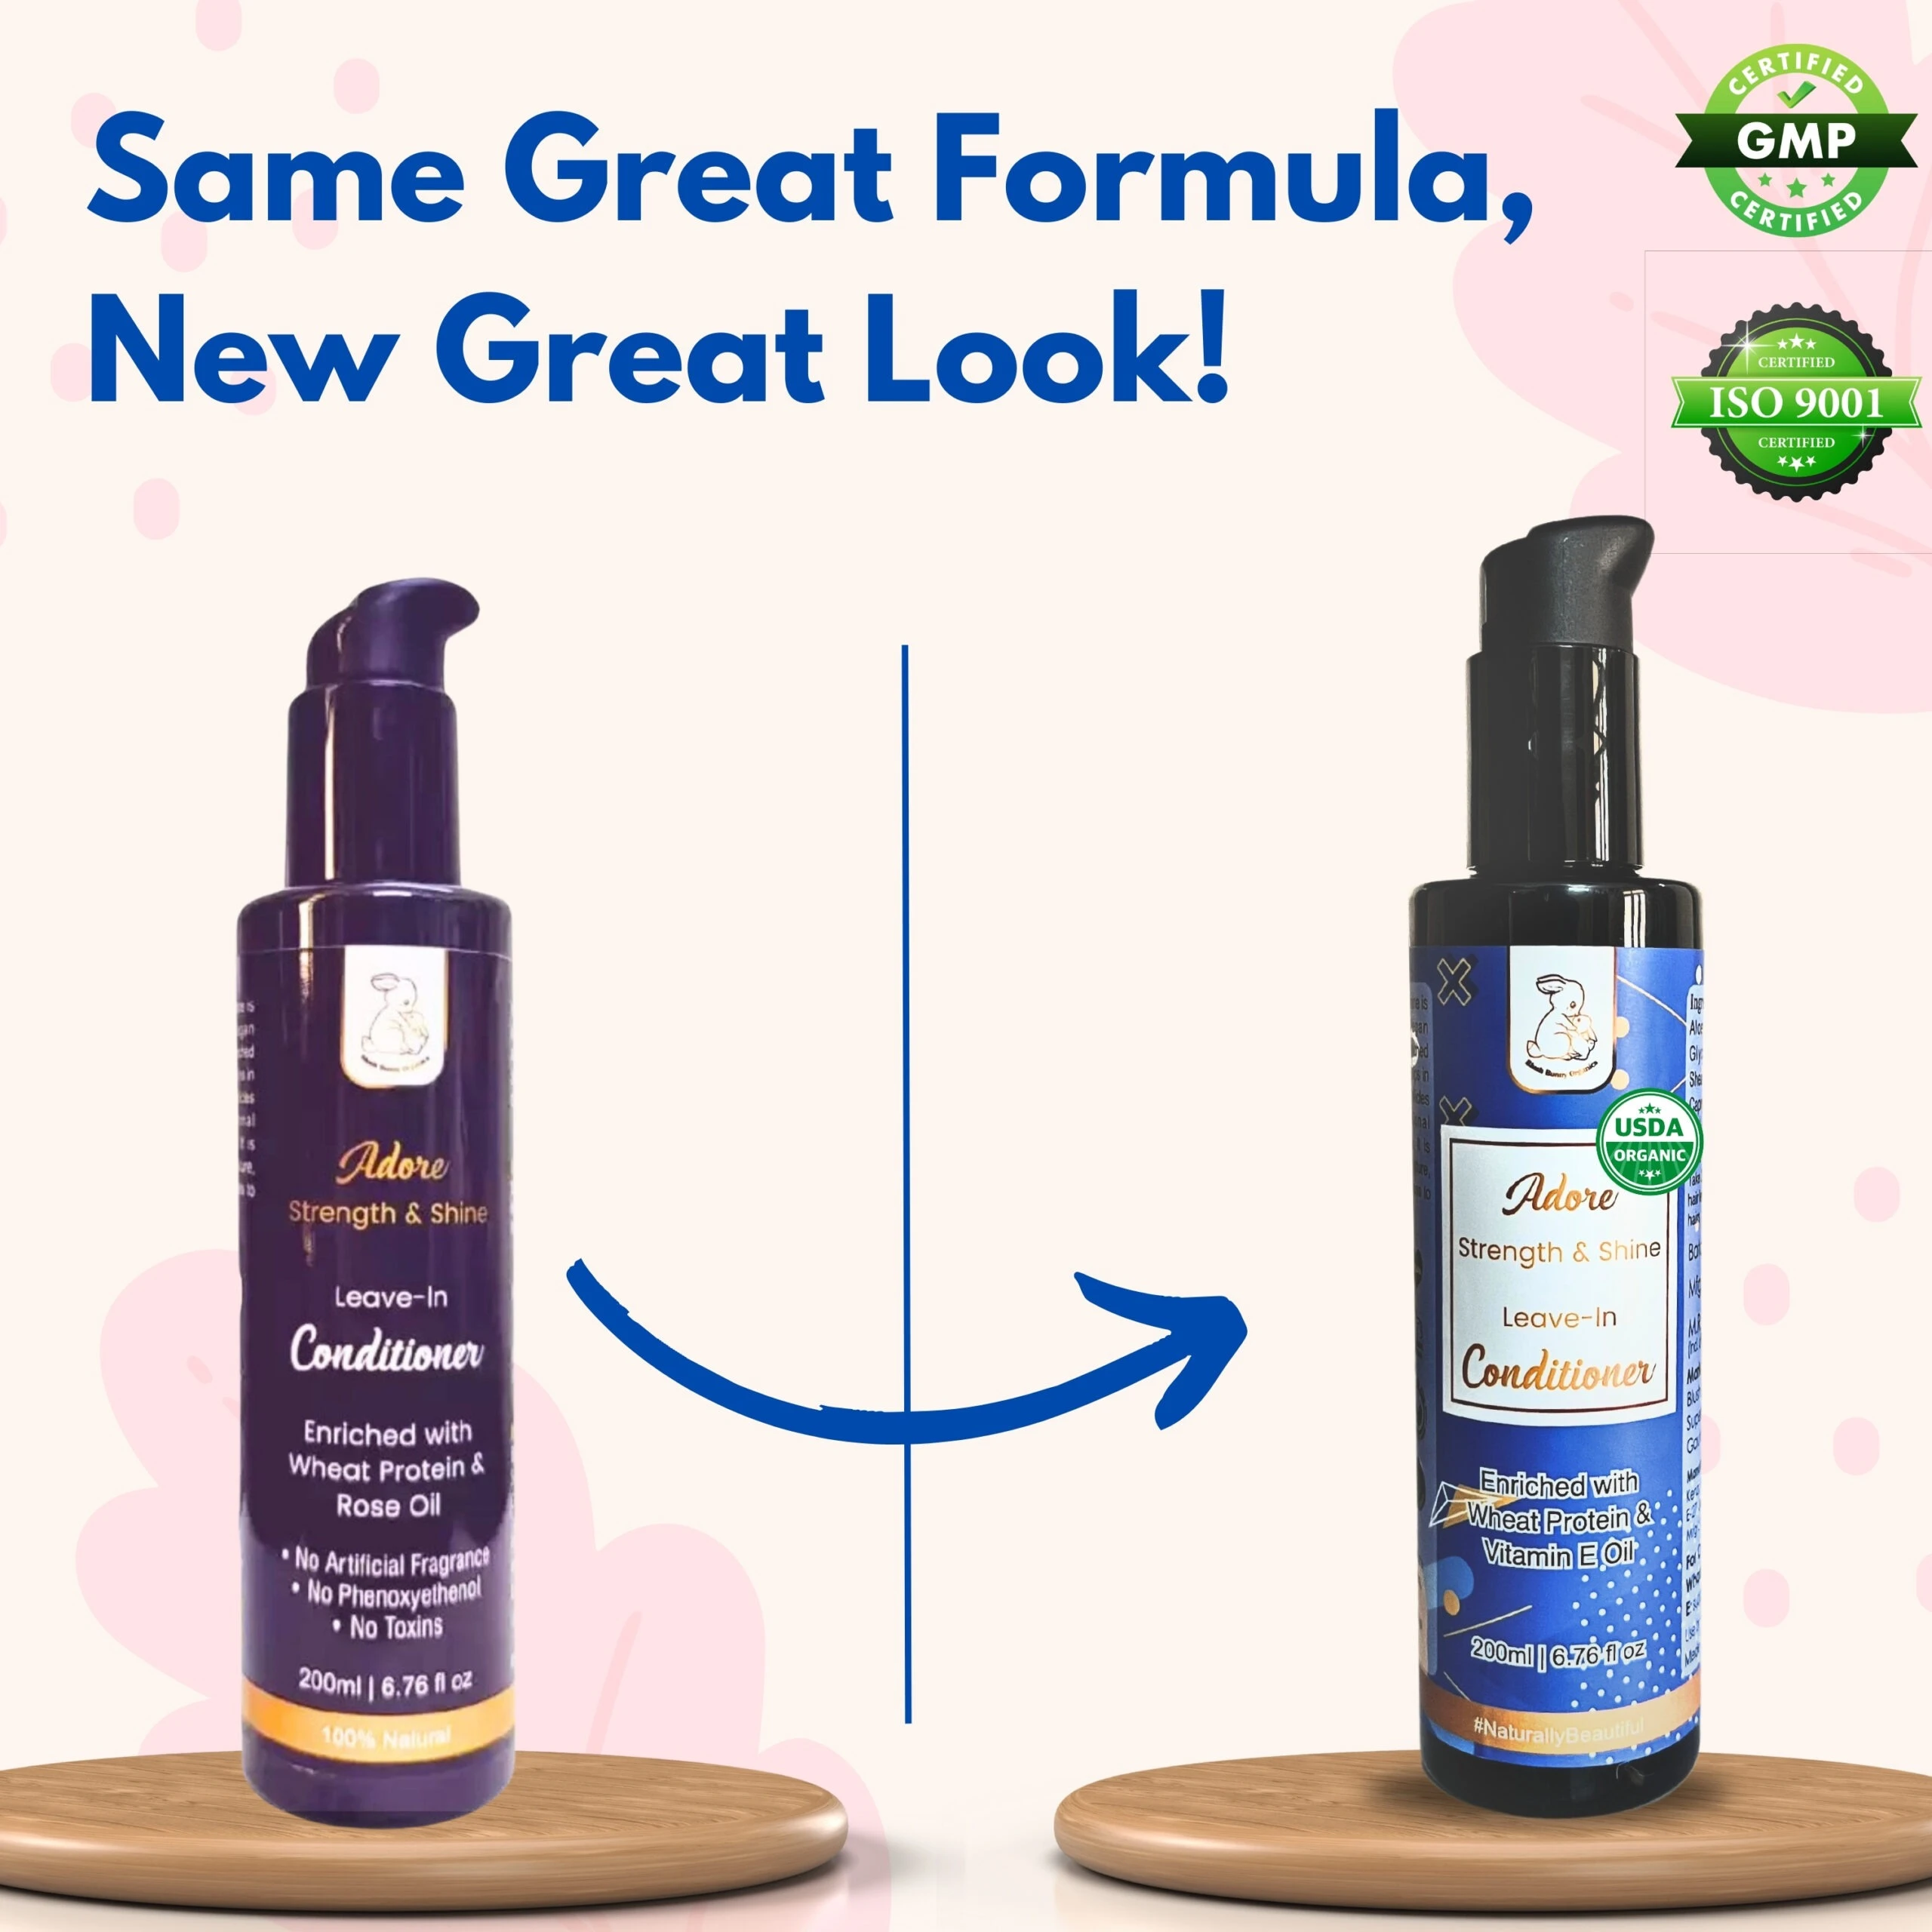 Same Great Formula,
New Great Look!
CERTIFIED
GMP
CERTIFIED
CERTIFIED
ISO 9001
CERTIFIED
Adore
Strength & Shine
Leave-In
Conditioner
Enriched with
Wheat Protein &
Rose Oil
• No Artificial Fragrance
• No Phenoxyethenol
• No Toxins
200ml | 6.76 fl oz
100% Natural
Blush Bunny Organics
USDA
ORGANIC
Adore
Strength & Shine
Leave-In
Conditioner
Enriched with
Wheat Protein &
Vitamin E Oil
200ml | 6.76 fl oz
#NaturallyBeautiful